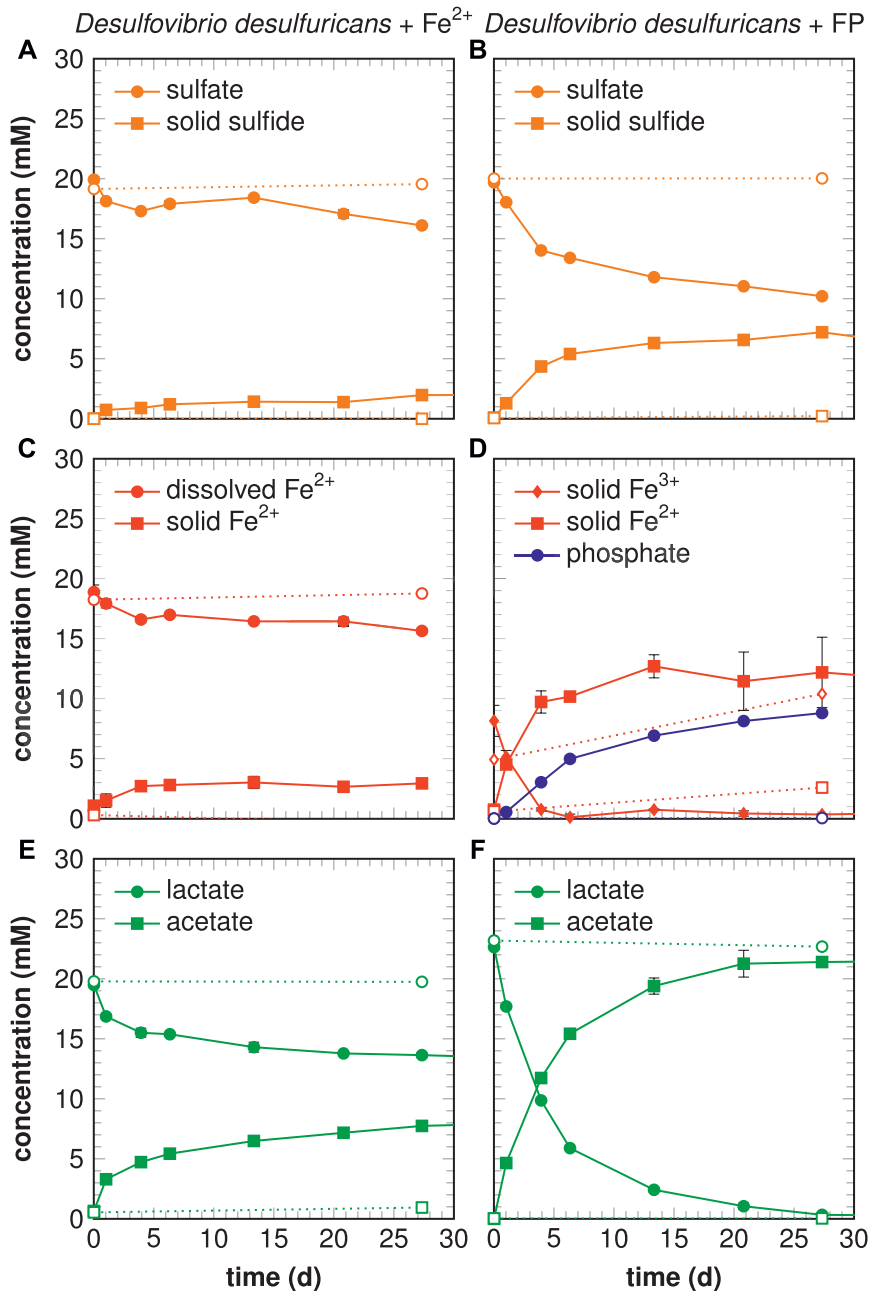 Desulfovibrio desulfuricans + Fe²⁺
Desulfovibrio desulfuricans + FP
A
30
25
20
15
10
5
0
concentration (mM)
sulfate
solid sulfide
B
sulfate
solid sulfide
C
30
25
20
15
10
5
0
concentration (mM)
dissolved Fe²⁺
solid Fe²⁺
D
solid Fe³⁺
solid Fe²⁺
phosphate
E
30
25
20
15
10
5
0
concentration (mM)
lactate
acetate
0 5 10 15 20 25 30
time (d)
F
lactate
acetate
0 5 10 15 20 25 30
time (d)